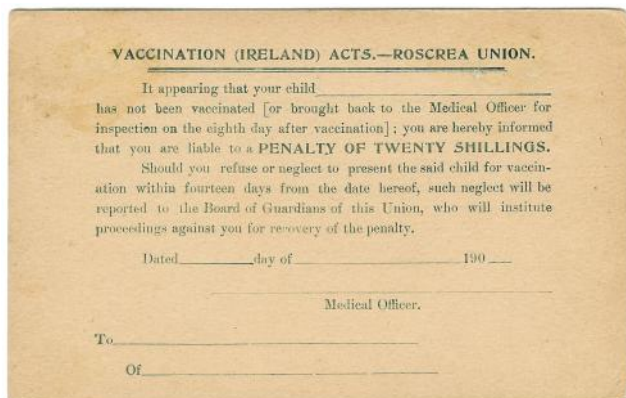 VACCINATION (IRELAND) ACTS.—ROSCREA UNION.
It appearing that your child
has not been vaccinated [or brought back to the Medical Officer for
inspection on the eighth day after vaccination] ; you are hereby informed
that you are liable to a PENALTY OF TWENTY SHILLINGS.
Should you refuse or neglect to present the said child for vaccin-
ation within fourteen days from the date hereof, such neglect will be
reported to the Board of Guardians of this Union, who will institute
proceedings against you for recovery of the penalty.
Dated day of 190
Medical Officer.
To
Of